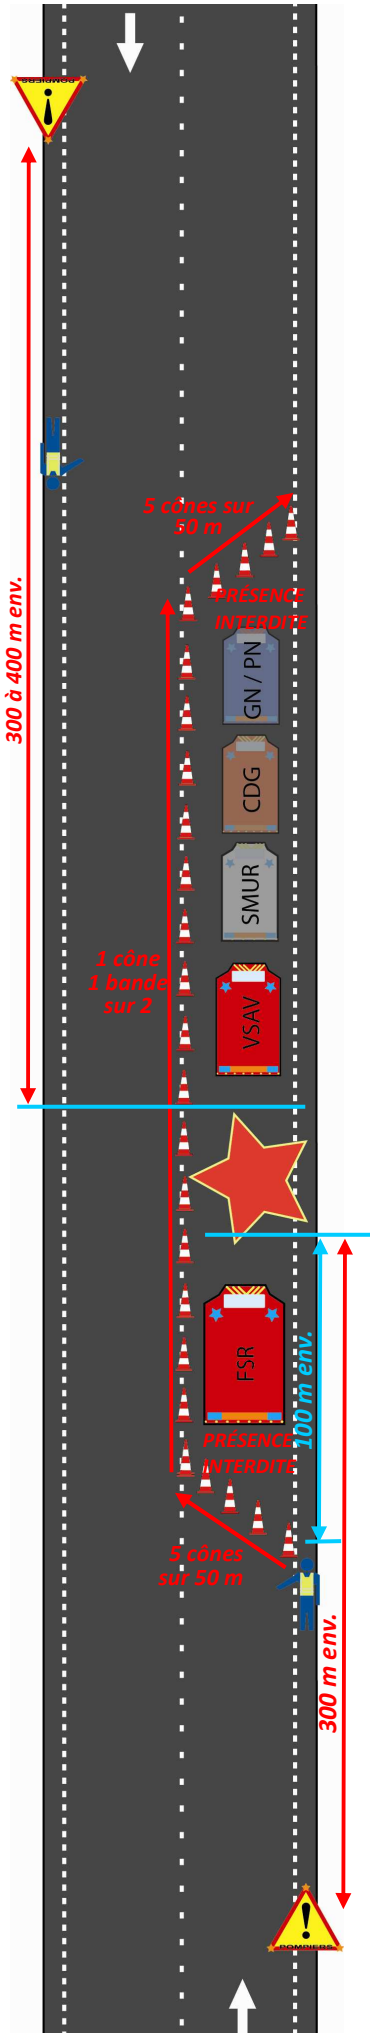 POMPIERS
300 à 400 m env.
5 cônes sur
50 m
PRÉSENCE
INTERDITE
GN / PN
CDG
SMUR
1 cône
1 bande
sur 2
VSAV
FSR
100 m env.
PRÉSENCE
INTERDITE
5 cônes
sur 50 m
300 m env.
POMPIERS